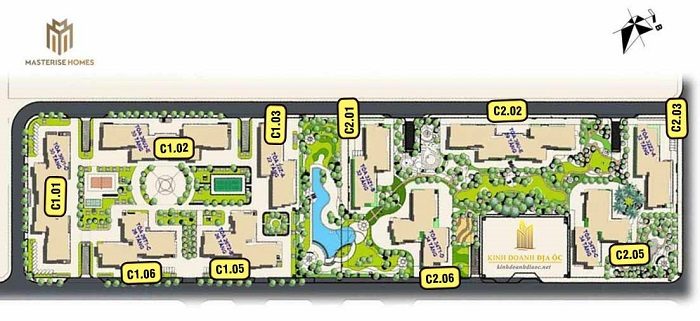 MASTERISE HOMES
C1.03
C2.01
C2.02
C2.03
C1.02
C1.01
C1.06
C1.05
C2.06
C2.05
KINH DOANH ĐỊA ỐC
kinhdoanhdiaoc.net